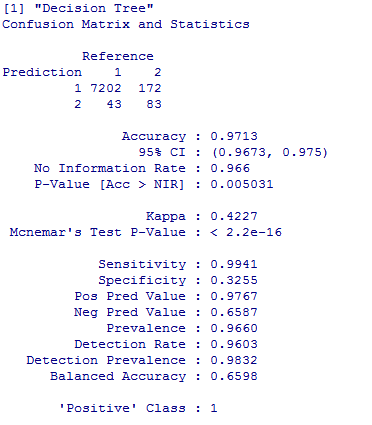 [1] "Decision Tree"
Confusion Matrix and Statistics
Reference
Prediction 1 2
1 7202 172
2 43 83
Accuracy : 0.9713
95% CI : (0.9673, 0.975)
No Information Rate : 0.966
P-Value [Acc > NIR] : 0.005031
Kappa : 0.4227
Mcnemar's Test P-Value : < 2.2e-16
Sensitivity : 0.9941
Specificity : 0.3255
Pos Pred Value : 0.9767
Neg Pred Value : 0.6587
Prevalence : 0.9660
Detection Rate : 0.9603
Detection Prevalence : 0.9832
Balanced Accuracy : 0.6598
'Positive' Class : 1